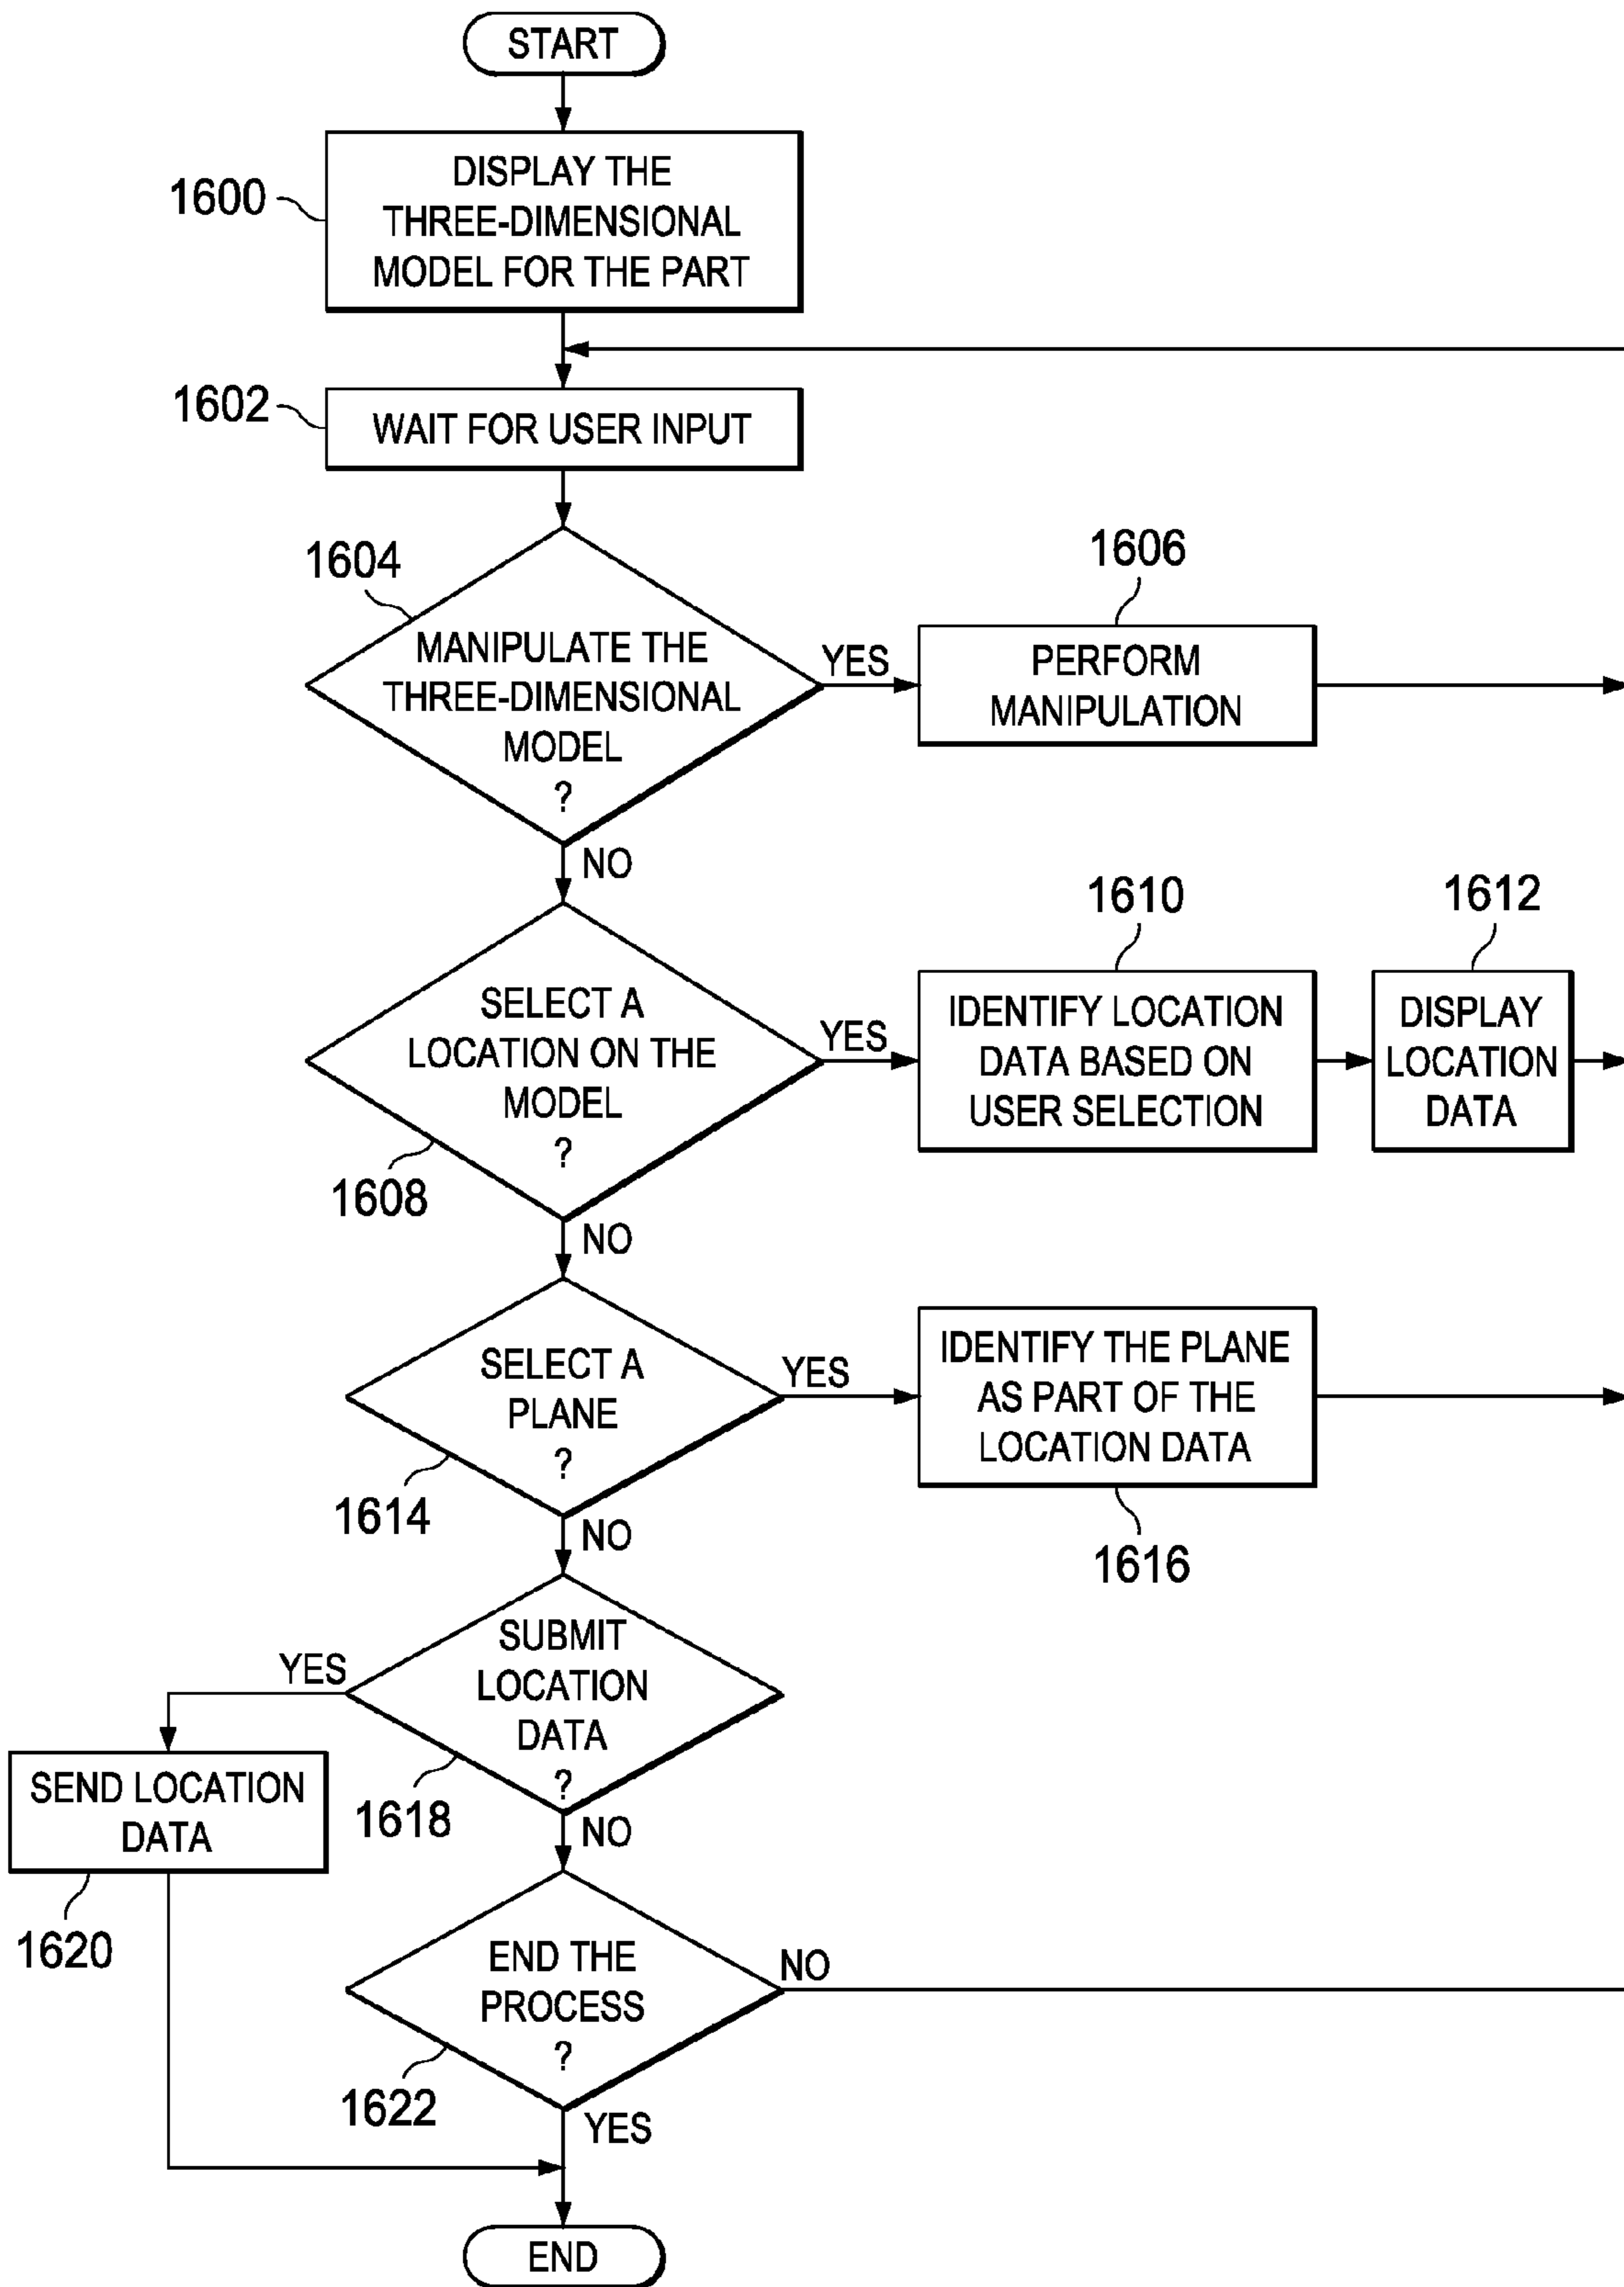 START
1600
DISPLAY THE
THREE-DIMENSIONAL
MODEL FOR THE PART
1602
WAIT FOR USER INPUT
1604
MANIPULATE THE
THREE-DIMENSIONAL
MODEL
?
YES
1606
PERFORM
MANIPULATION
NO
SELECT A
LOCATION ON THE
MODEL
?
1608
YES
1610
IDENTIFY LOCATION
DATA BASED ON
USER SELECTION
1612
DISPLAY
LOCATION
DATA
NO
SELECT A
PLANE
?
1614
YES
IDENTIFY THE PLANE
AS PART OF THE
LOCATION DATA
1616
NO
SUBMIT
LOCATION
DATA
?
1618
YES
SEND LOCATION
DATA
1620
NO
END THE
PROCESS
?
1622
NO
YES
END